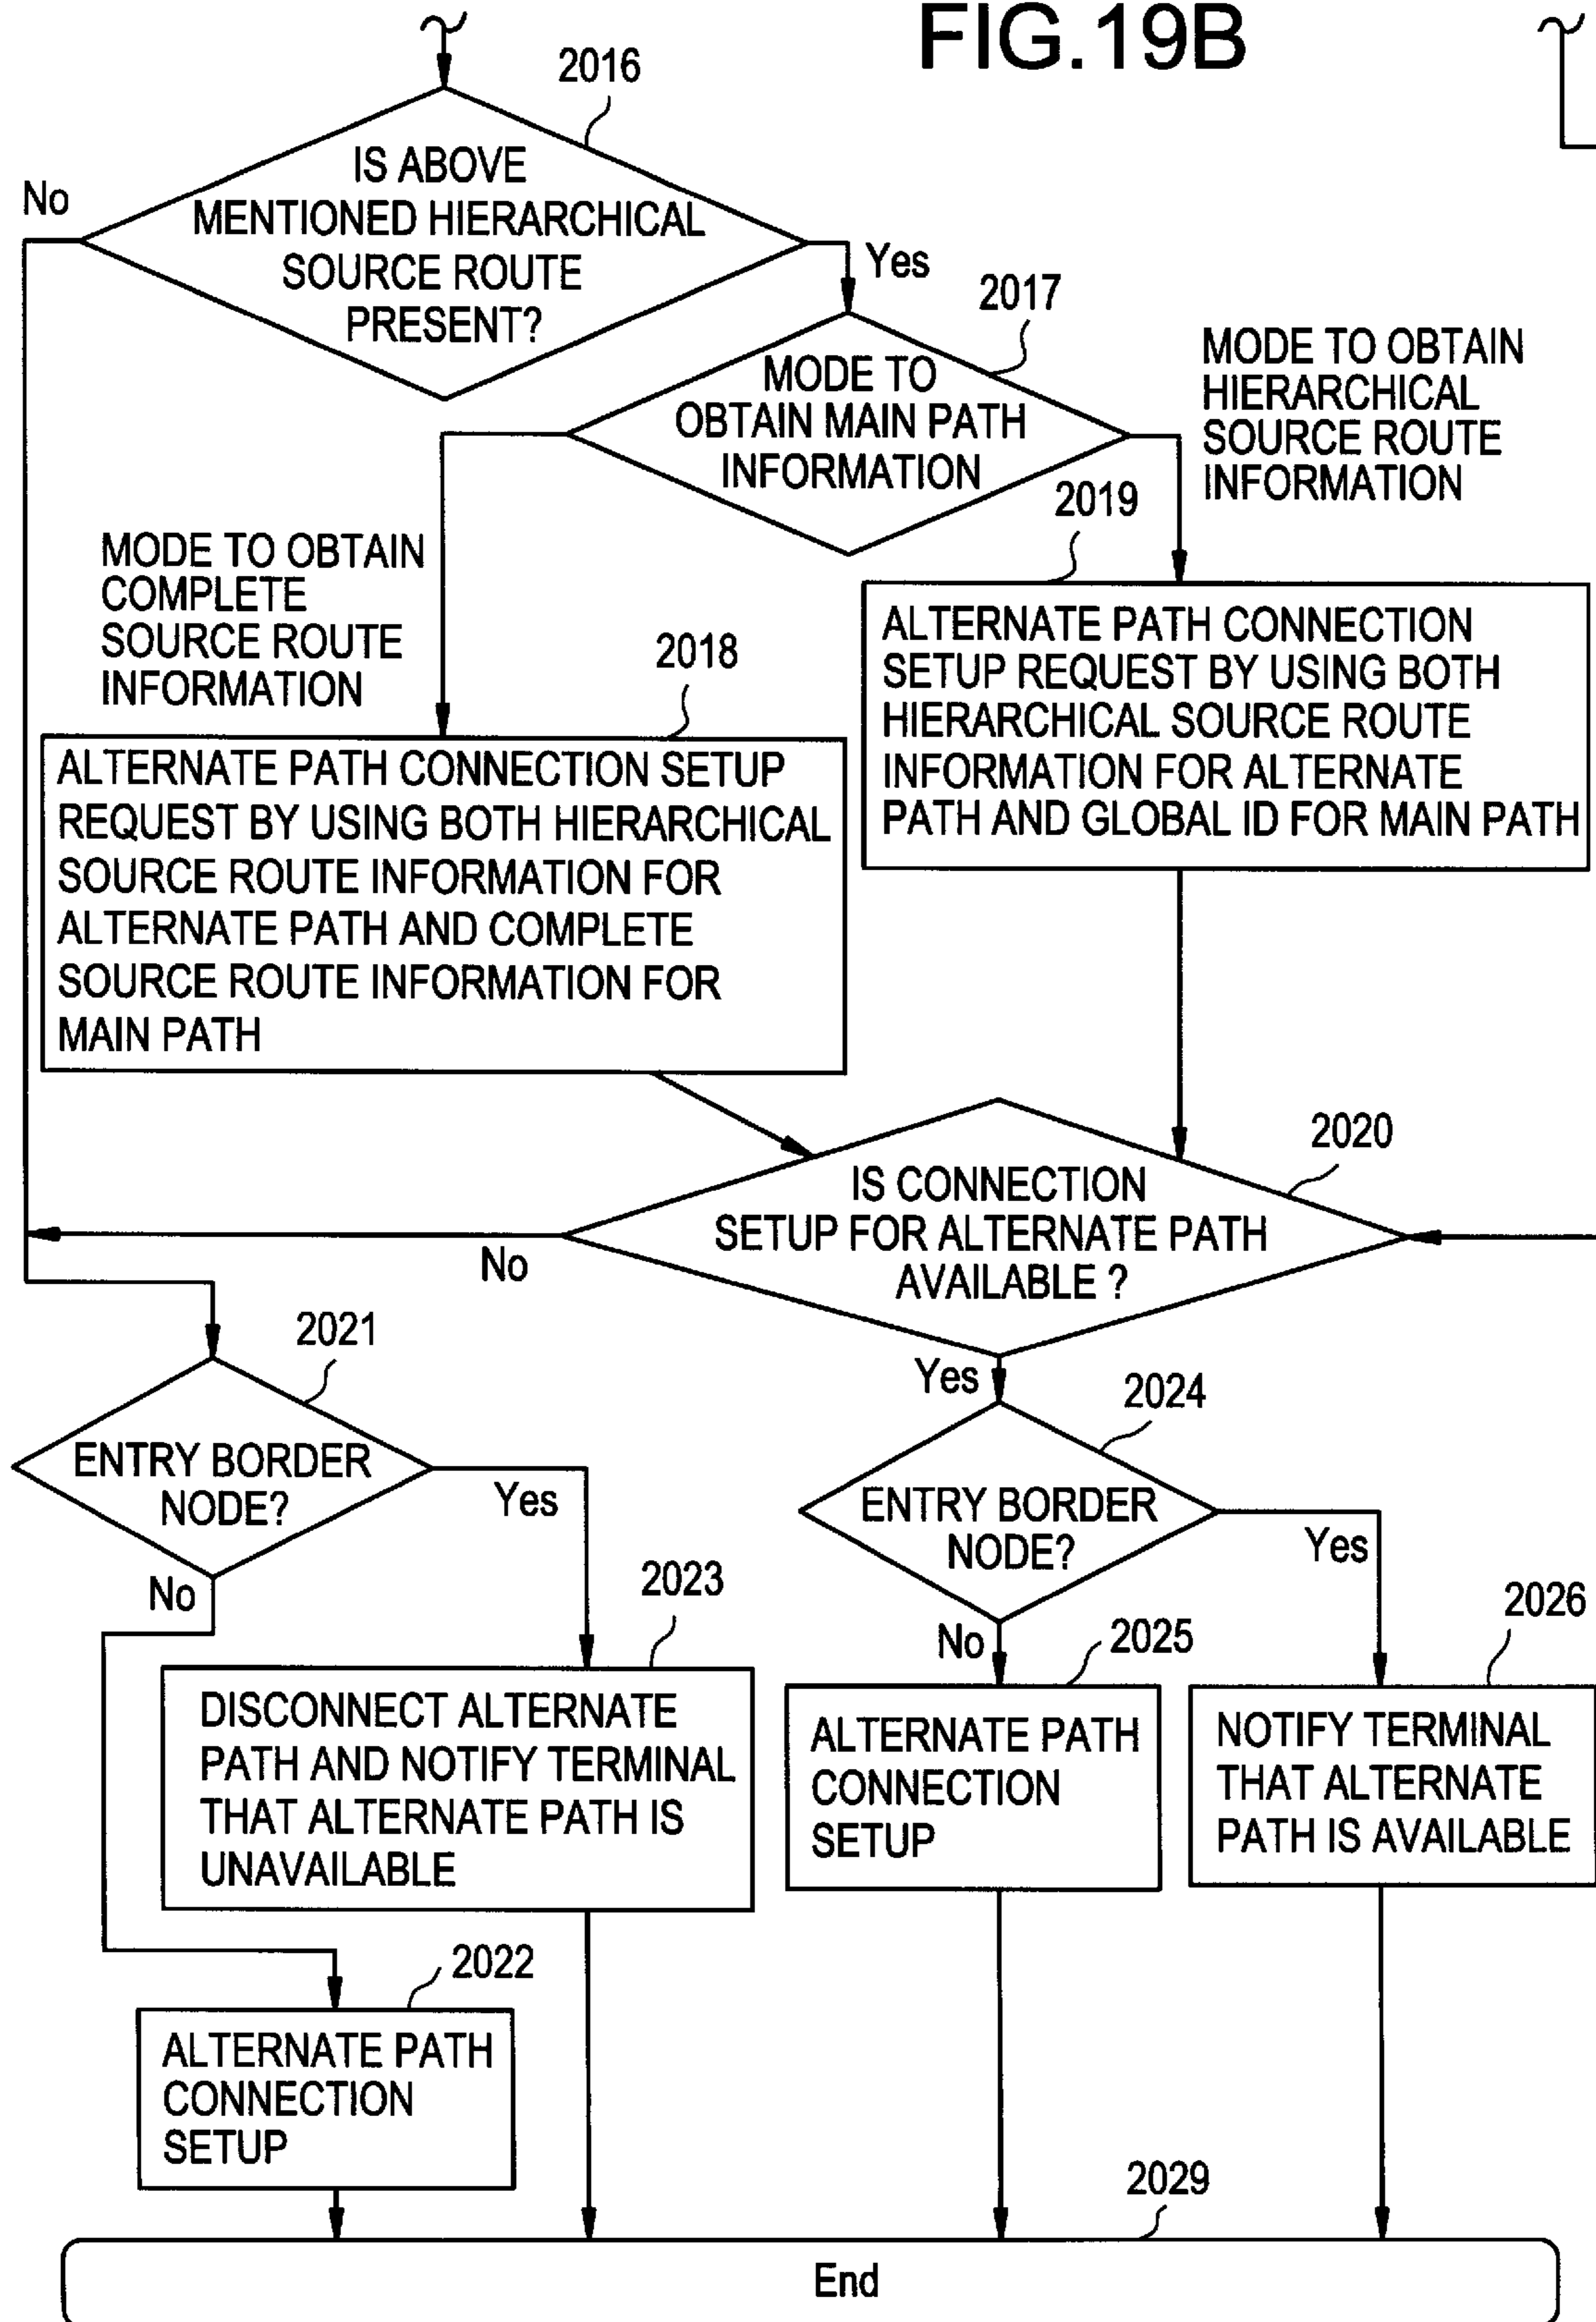 FIG.19B
2016
IS ABOVE
MENTIONED HIERARCHICAL
SOURCE ROUTE
PRESENT?
No
Yes
2017
MODE TO
OBTAIN MAIN PATH
INFORMATION
MODE TO OBTAIN
HIERARCHICAL
SOURCE ROUTE
INFORMATION
MODE TO OBTAIN
COMPLETE
SOURCE ROUTE
INFORMATION
2019
ALTERNATE PATH CONNECTION
SETUP REQUEST BY USING BOTH
HIERARCHICAL SOURCE ROUTE
INFORMATION FOR ALTERNATE
PATH AND GLOBAL ID FOR MAIN PATH
2018
ALTERNATE PATH CONNECTION SETUP
REQUEST BY USING BOTH HIERARCHICAL
SOURCE ROUTE INFORMATION FOR
ALTERNATE PATH AND COMPLETE
SOURCE ROUTE INFORMATION FOR
MAIN PATH
2020
IS CONNECTION
SETUP FOR ALTERNATE PATH
AVAILABLE ?
No
Yes
2021
ENTRY BORDER
NODE?
Yes
No
2024
ENTRY BORDER
NODE?
Yes
No
2023
DISCONNECT ALTERNATE
PATH AND NOTIFY TERMINAL
THAT ALTERNATE PATH IS
UNAVAILABLE
2025
ALTERNATE PATH
CONNECTION
SETUP
2026
NOTIFY TERMINAL
THAT ALTERNATE
PATH IS AVAILABLE
2022
ALTERNATE PATH
CONNECTION
SETUP
2029
End